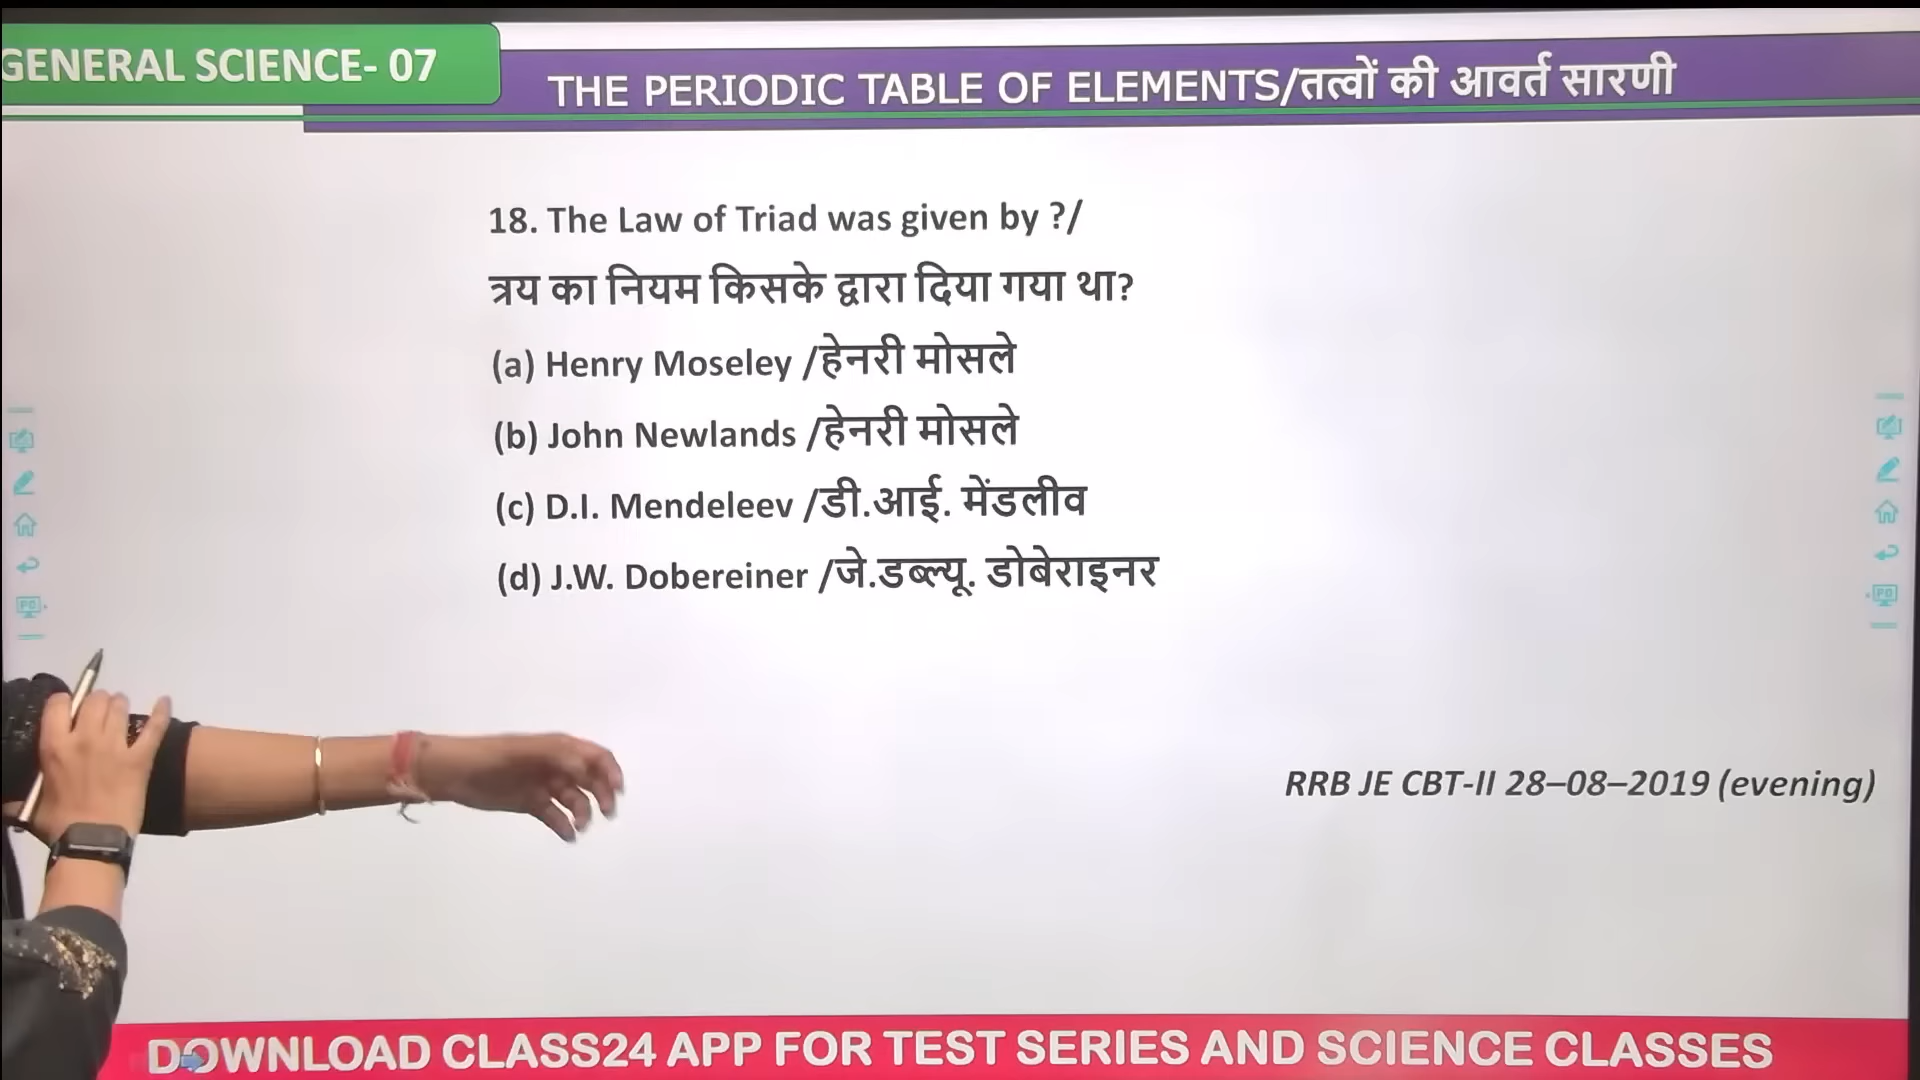 GENERAL SCIENCE- 07
THE PERIODIC TABLE OF ELEMENTS/तत्वों की आवर्त सारणी
18. The Law of Triad was given by ?/
त्रय का नियम किसके द्वारा दिया गया था?
(a) Henry Moseley /हेनरी मोसले
(b) John Newlands /हेनरी मोसले
(c) D.I. Mendeleev /डी.आई. मेंडलीव
(d) J.W. Dobereiner /जे.डब्ल्यू. डोबेराइनर
PC
PC
RRB JE CBT-II 28–08–2019 (evening)
DOWNLOAD CLASS24 APP FOR TEST SERIES AND SCIENCE CLASSES